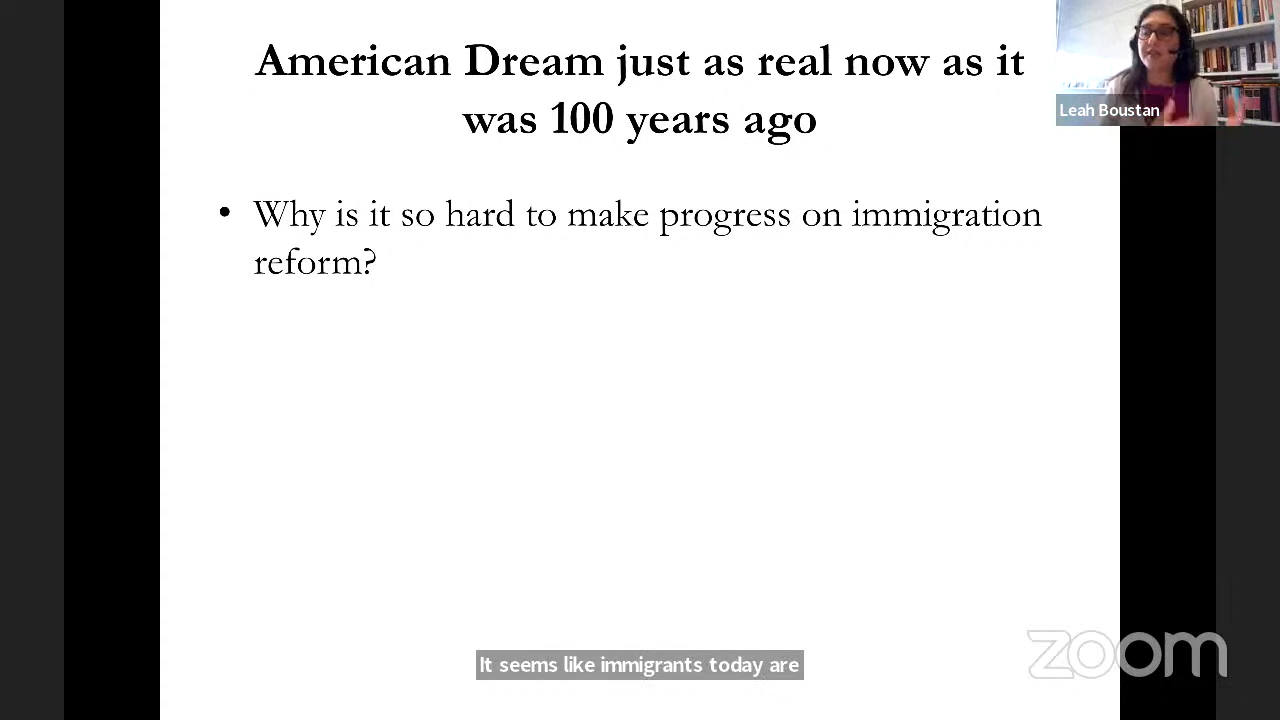 American Dream just as real now as it
was 100 years ago
Leah Boustan
• Why is it so hard to make progress on immigration
reform?
It seems like immigrants today are
zoom